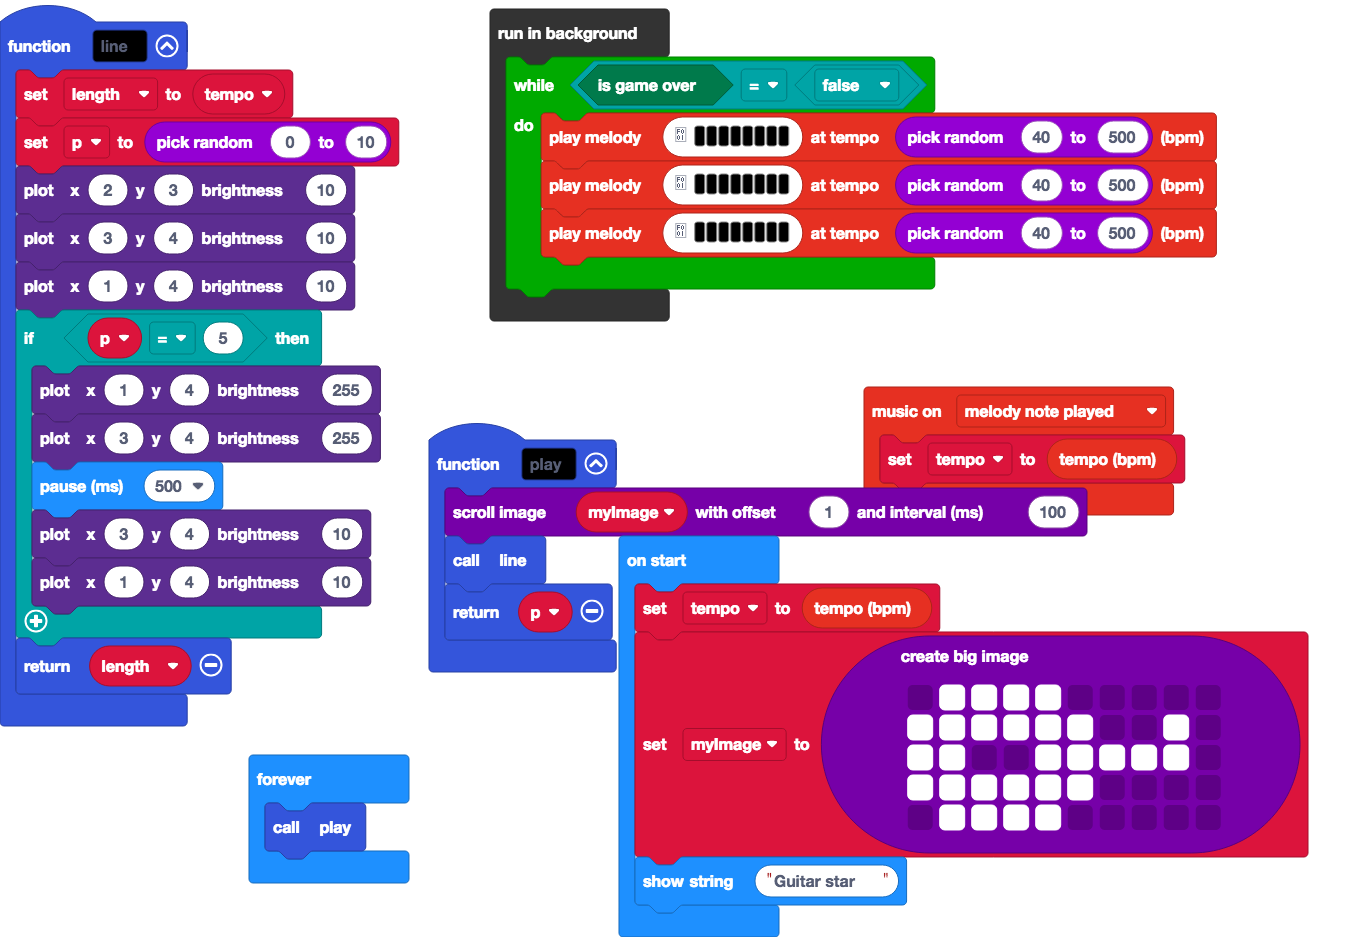 function line
set length to tempo
set p to pick random 0 to 10
plot x 2 y 3 brightness 10
plot x 3 y 4 brightness 10
plot x 1 y 4 brightness 10
if p = 5 then
plot x 1 y 4 brightness 255
plot x 3 y 4 brightness 255
pause (ms) 500
plot x 3 y 4 brightness 10
plot x 1 y 4 brightness 10
return length
forever
call play
run in background
while is game over = false
do
play melody at tempo pick random 40 to 500 (bpm)
play melody at tempo pick random 40 to 500 (bpm)
play melody at tempo pick random 40 to 500 (bpm)
music on melody note played
set tempo to tempo (bpm)
function play
scroll image myImage with offset 1 and interval (ms) 100
call line
return p
on start
set tempo to tempo (bpm)
set myImage to create big image
show string "Guitar star "